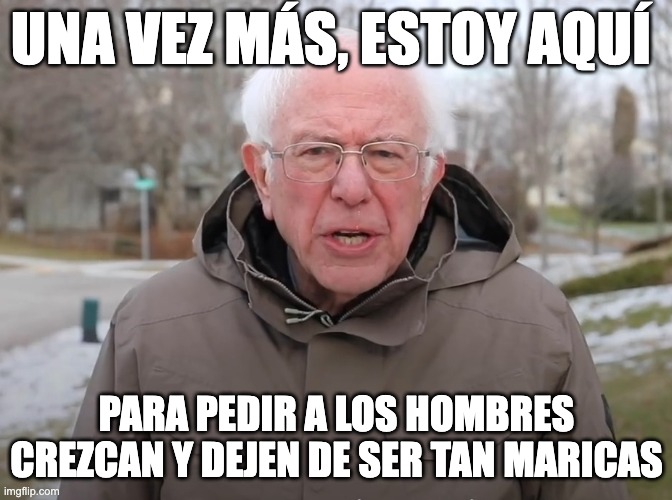 UNA VEZ MÁS, ESTOY AQUÍ
PARA PEDIR A LOS HOMBRES
CREZCAN Y DEJEN DE SER TAN MARICAS
imgflip.com